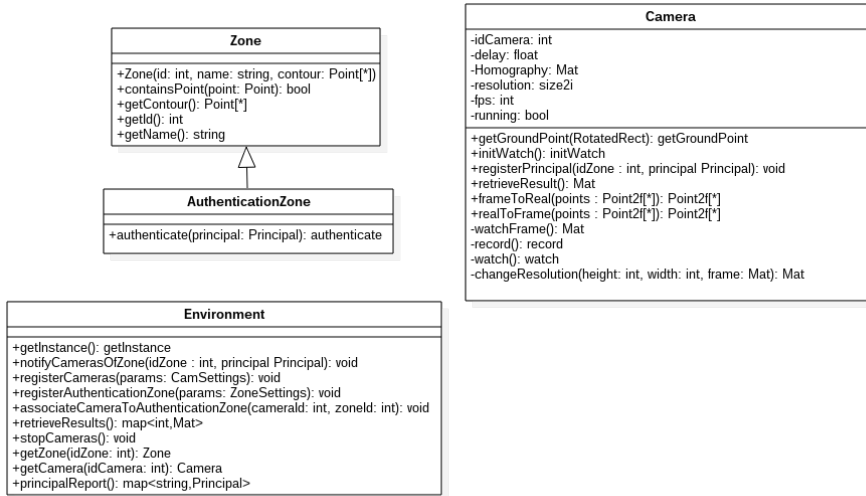 Zone
+Zone(id: int, name: string, contour: Point[*])
+containsPoint(point: Point): bool
+getContour(): Point[*]
+getId(): int
+getName(): string
AuthenticationZone
+authenticate(principal: Principal): authenticate
Camera
-idCamera: int
-delay: float
-Homography: Mat
-resolution: size2i
-fps: int
-running: bool
+getGroundPoint(RotatedRect): getGroundPoint
+initWatch(): initWatch
+registerPrincipal(idZone : int, principal Principal): void
+retrieveResult(): Mat
+frameToReal(points : Point2f[*]): Point2f[*]
+realToFrame(points : Point2f[*]): Point2f[*]
-watchFrame(): Mat
-record(): record
-watch(): watch
-changeResolution(height: int, width: int, frame: Mat): Mat
Environment
+getInstance(): getInstance
+notifyCamerasOfZone(idZone : int, principal Principal): void
+registerCameras(params: CamSettings): void
+registerAuthenticationZone(params: ZoneSettings): void
+associateCameraToAuthenticationZone(cameraId: int, zoneId: int): void
+retrieveResults(): map<int,Mat>
+stopCameras(): void
+getZone(idZone: int): Zone
+getCamera(idCamera: int): Camera
+principalReport(): map<string,Principal>